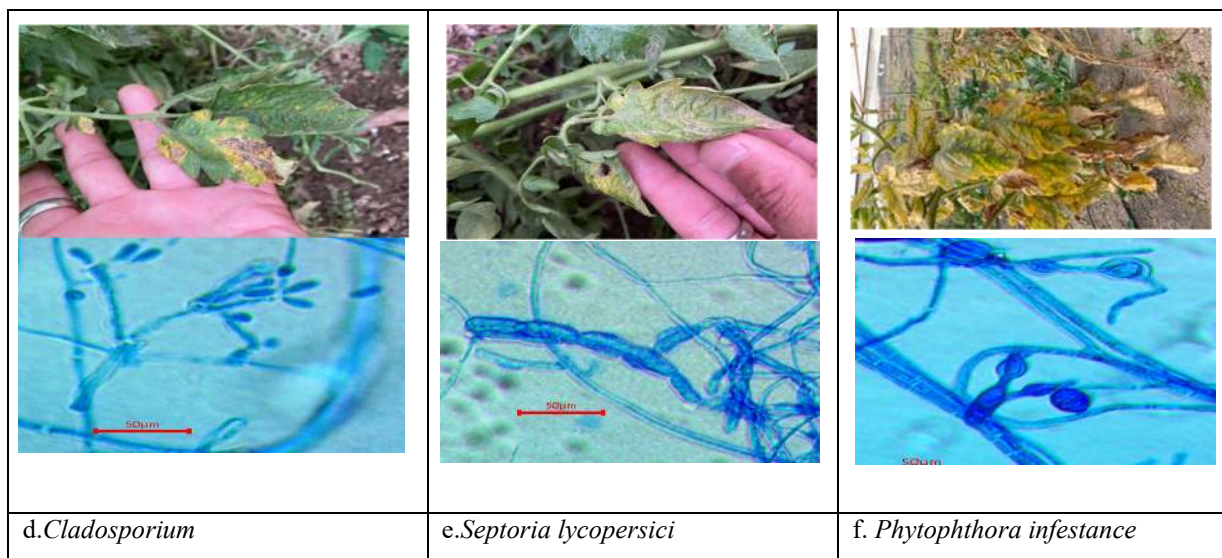 50µm
50µm
50µm
d.Cladosporium
e.Septoria lycopersici
f. Phytophthora infestance